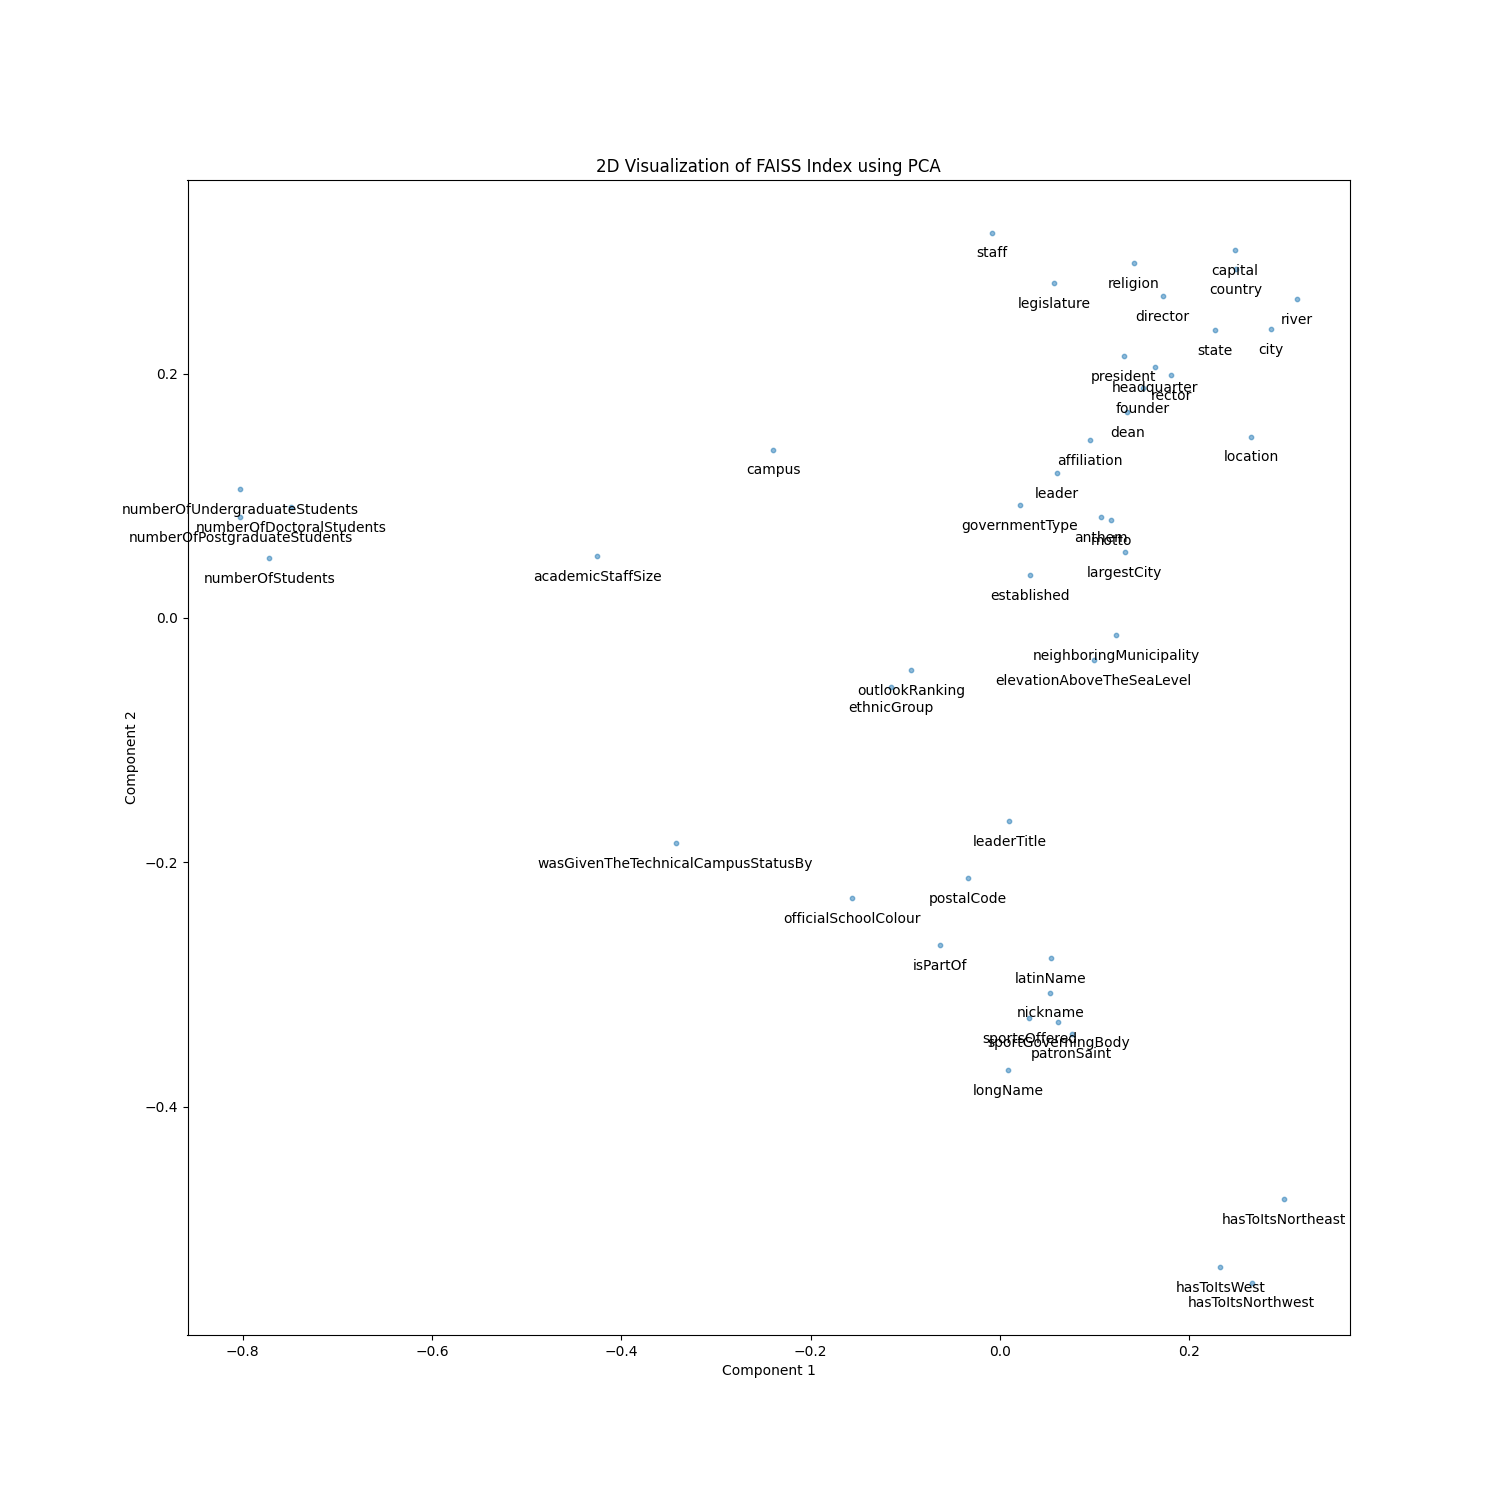 2D Visualization of FAISS Index using PCA
staff
capital
religion
country
legislature
director
river
state
city
0.2
president
headquarter
rector
founder
dean
location
affiliation
campus
leader
numberOfUndergraduateStudents
governmentType
numberOfDoctoralStudents
numberOfPostgraduateStudents
anthem
motto
largestCity
academicStaffSize
numberOfStudents
established
0.0
neighboringMunicipality
elevationAboveTheSeaLevel
outlookRanking
ethnicGroup
Component 2
leaderTitle
−0.2
wasGivenTheTechnicalCampusStatusBy
postalCode
officialSchoolColour
isPartOf
latinName
nickname
sportsOffered
sportGoverningBody
patronSaint
longName
−0.4
hasToItsNortheast
hasToItsWest
hasToItsNorthwest
−0.8 −0.6 −0.4 −0.2 0.0 0.2
Component 1